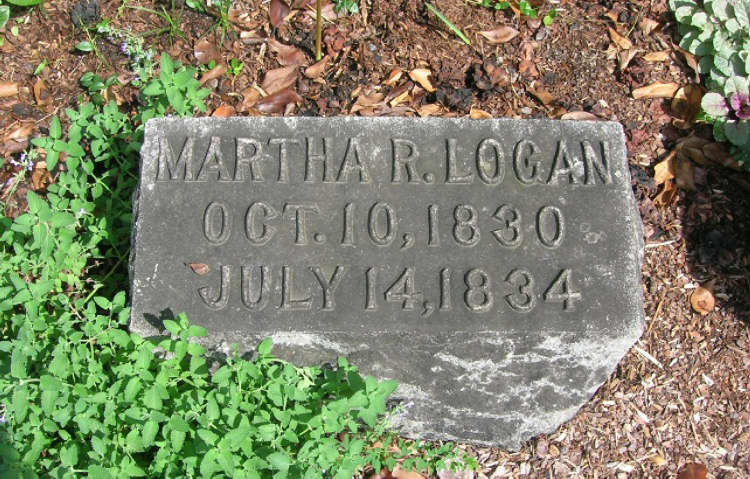 MARTHA R. LOGAN
OCT. 10, 1830
JULY 14, 1834